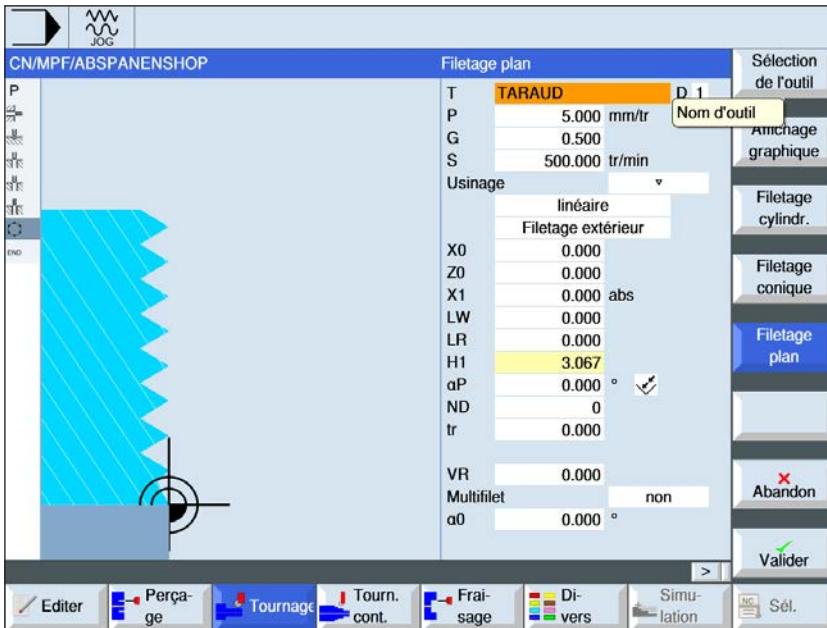 JOG
CN/MPF/ABSPANENSHOP
P
END
Filetage plan
T TARAUD D 1
Nom d'outil
P 5.000 mm/tr
G 0.500
S 500.000 tr/min
Usinage ▿
linéaire
Filetage extérieur
X0 0.000
Z0 0.000
X1 0.000 abs
LW 0.000
LR 0.000
H1 3.067
αP 0.000 °
ND 0
tr 0.000
VR 0.000
Multifilet non
α0 0.000 °
>
Sélection
de l'outil
Affichage
graphique
Filetage
cylindr.
Filetage
conique
Filetage
plan
Abandon
Valider
Editer
Perça-
ge
Tournage
Tourn.
cont.
Frai-
sage
Di-
vers
Simu-
lation
NC
Sél.